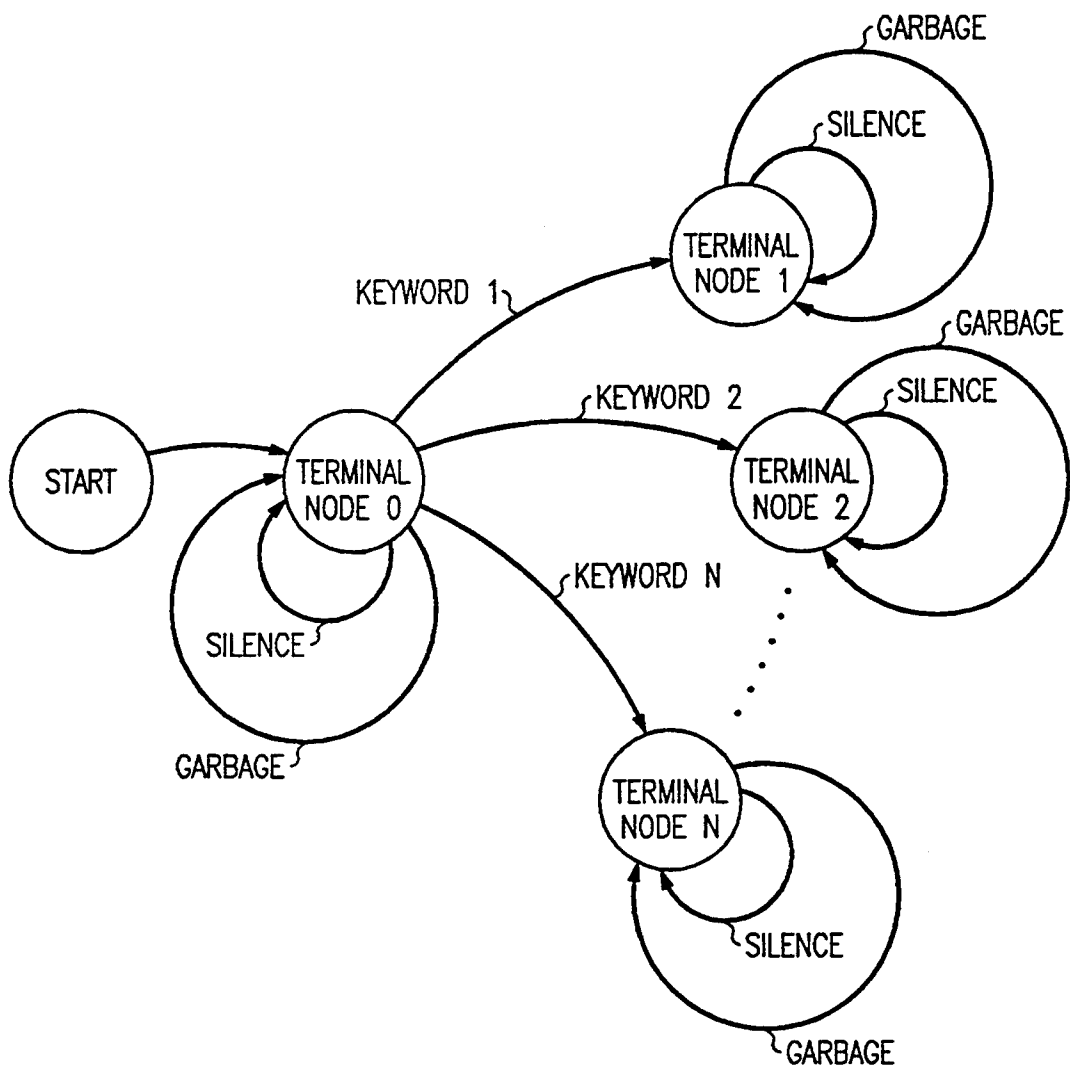 GARBAGE
SILENCE
TERMINAL
NODE 1
KEYWORD 1
GARBAGE
SILENCE
KEYWORD 2
TERMINAL
NODE 2
START
TERMINAL
NODE 0
KEYWORD N
SILENCE
GARBAGE
TERMINAL
NODE N
SILENCE
GARBAGE